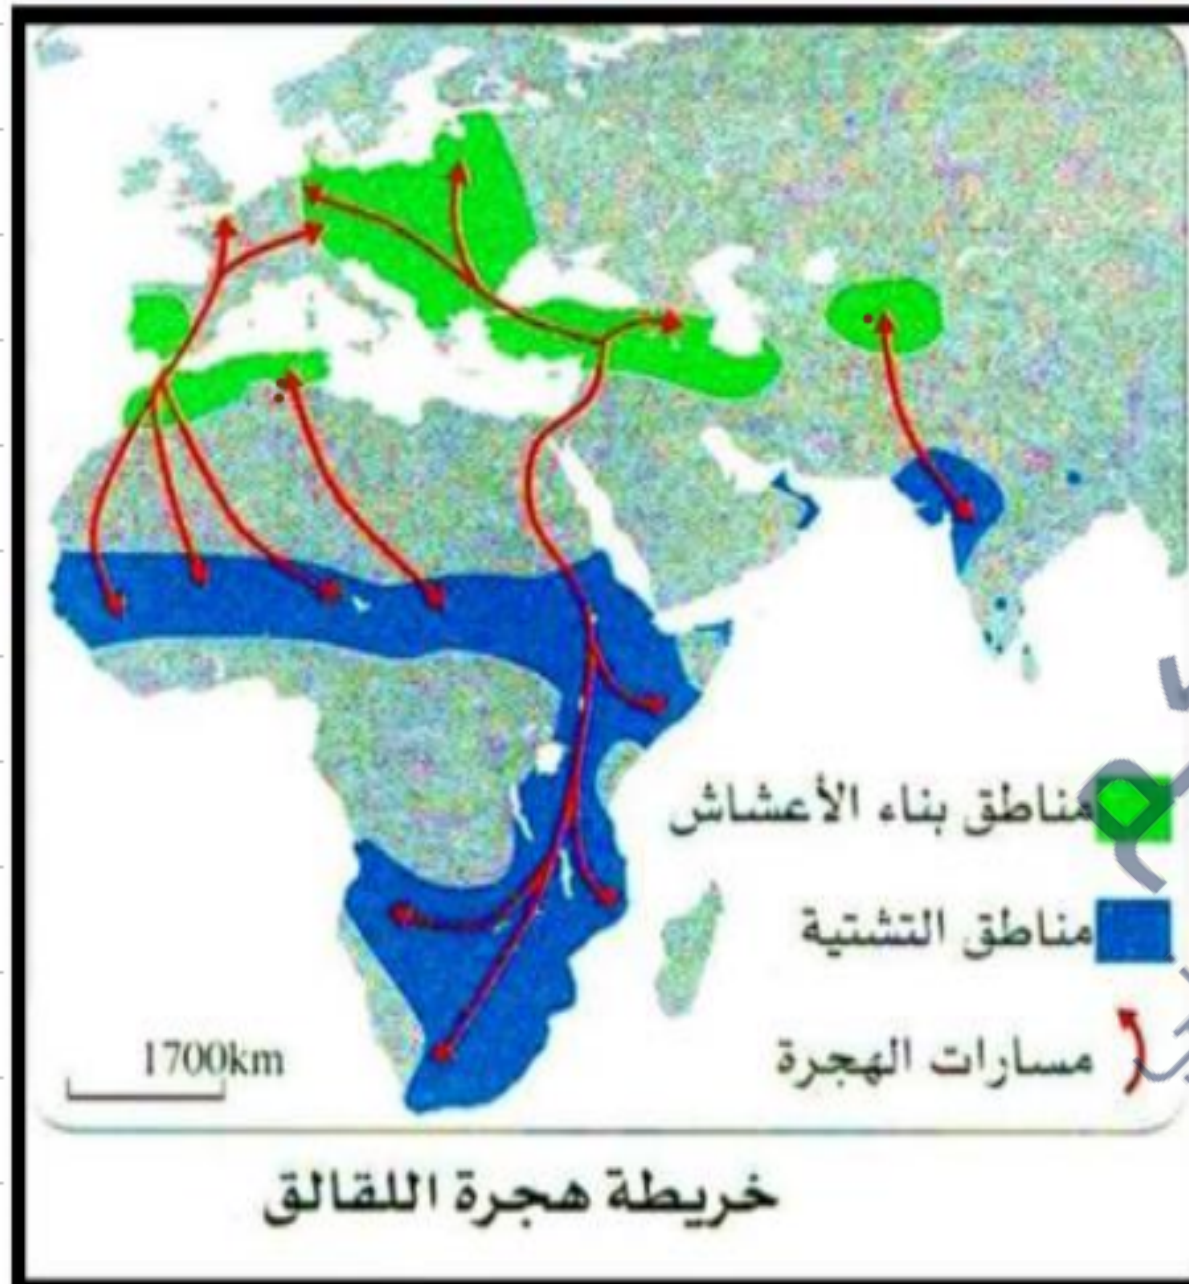 مناطق بناء الأعشاش
مناطق التشتية
مسارات الهجرة
1700km
خريطة هجرة اللقالق